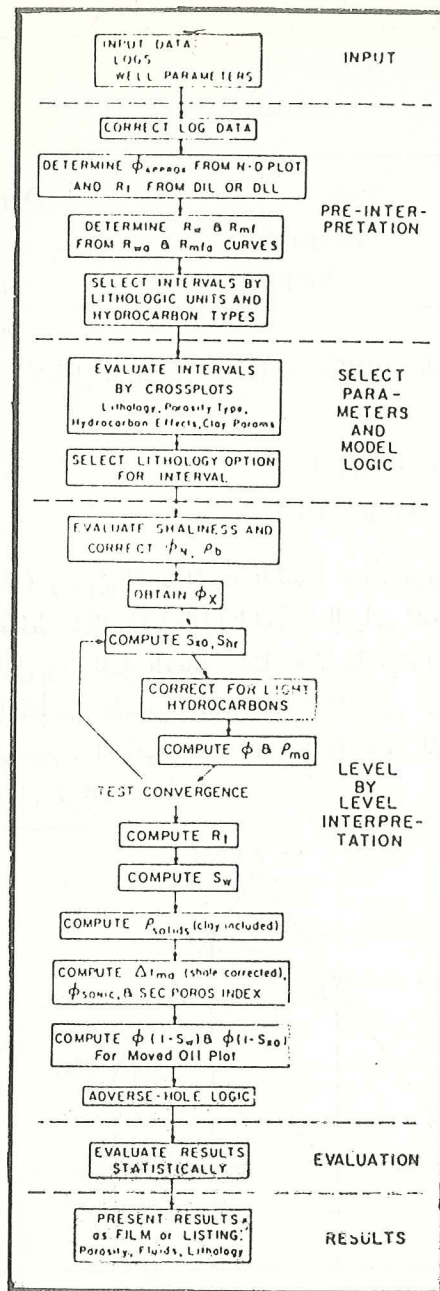 INPUT DATA:
LOGS
WELL PARAMETERS
INPUT
CORRECT LOG DATA
DETERMINE ϕAPPROX FROM N-D PLOT
AND Rt FROM DIL OR DLL
DETERMINE Rw & Rmf
FROM Rwa & Rmfa CURVES
SELECT INTERVALS BY
LITHOLOGIC UNITS AND
HYDROCARBON TYPES
PRE-INTER-
PRETATION
EVALUATE INTERVALS
BY CROSSPLOTS
Lithology, Porosity Type,
Hydrocarbon Effects, Clay Params
SELECT LITHOLOGY OPTION
FOR INTERVAL
SELECT
PARA-
METERS
AND
MODEL
LOGIC
EVALUATE SHALINESS AND
CORRECT ϕN, ρb
OBTAIN ϕX
COMPUTE Sxo, Shr
CORRECT FOR LIGHT
HYDROCARBONS
COMPUTE ϕ & ρma
TEST CONVERGENCE
COMPUTE Rt
COMPUTE Sw
COMPUTE ρsolids (clay included)
COMPUTE Δtma (shale corrected),
ϕSONIC, & SEC POROS INDEX
COMPUTE ϕ(1-Sw) & ϕ(1-Sxo)
For Moved Oil Plot
ADVERSE-HOLE LOGIC
LEVEL
BY
LEVEL
INTERPRE-
TATION
EVALUATE RESULTS
STATISTICALLY
EVALUATION
PRESENT RESULTS
as FILM or LISTING:
Porosity, Fluids, Lithology
RESULTS